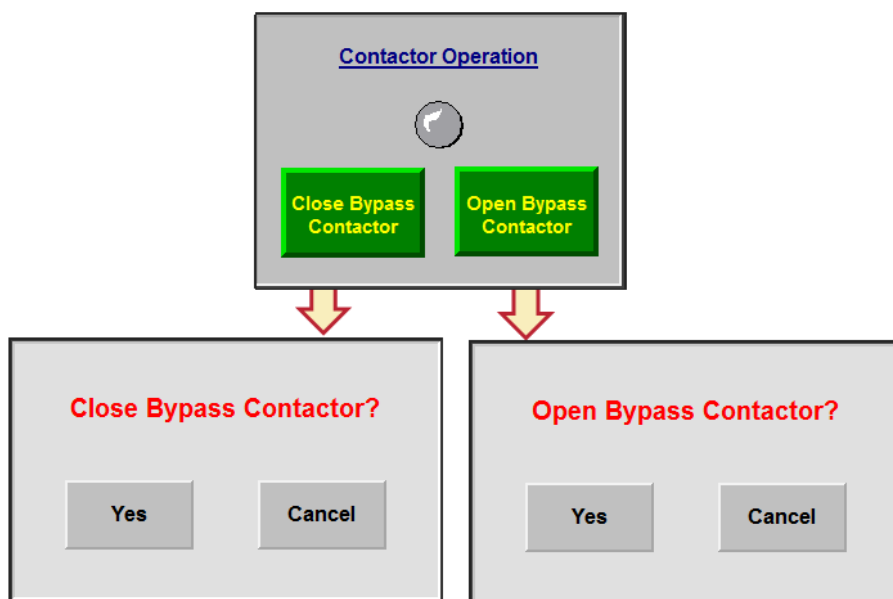 Contactor Operation
Close Bypass
Contactor
Open Bypass
Contactor
Close Bypass Contactor?
Yes
Cancel
Open Bypass Contactor?
Yes
Cancel